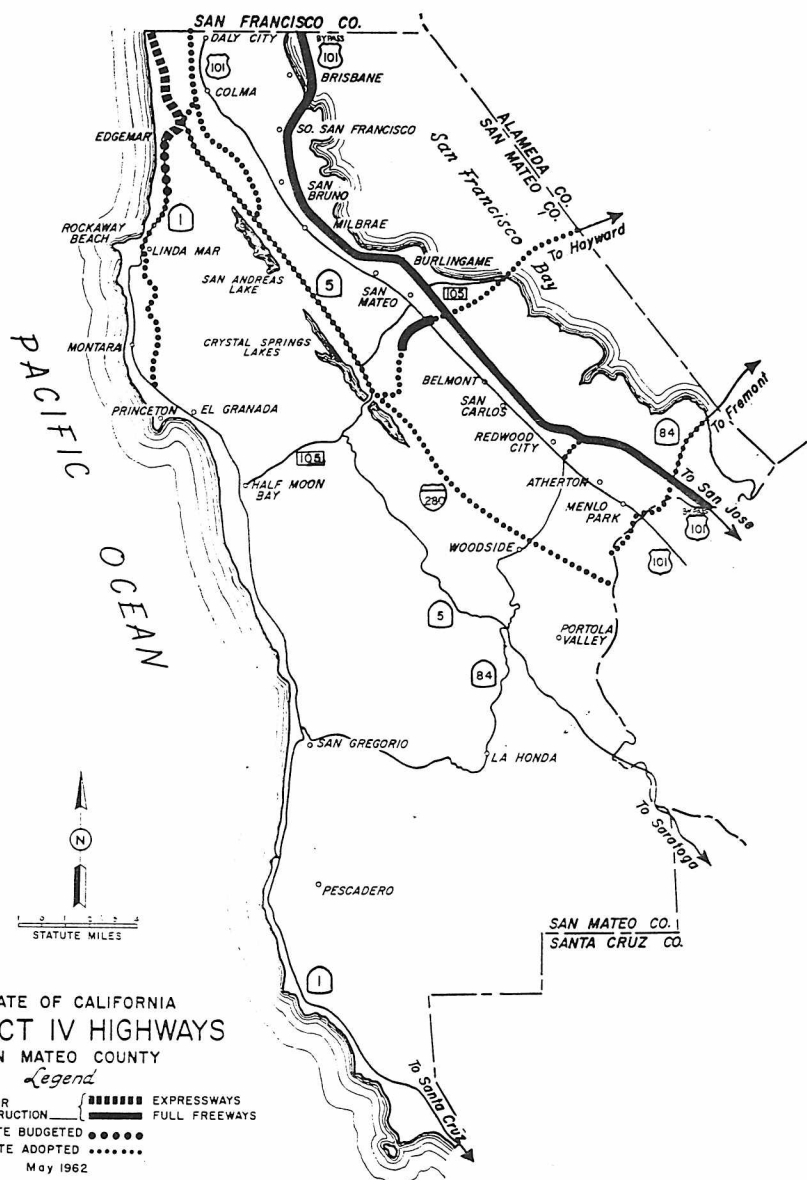 SAN FRANCISCO CO.
DALY CITY
BYPASS
101
101
BRISBANE
COLMA
ALAMEDA CO.
SAN MATEO CO.
EDGEMAR
SO. SAN FRANCISCO
San Francisco Bay
SAN BRUNO
1
MILBRAE
To Hayward
ROCKAWAY BEACH
LINDA MAR
BURLINGAME
SAN ANDREAS LAKE
5
SAN MATEO
105
MONTARA
CRYSTAL SPRINGS LAKES
PACIFIC OCEAN
BELMONT
SAN CARLOS
To Fremont
PRINCETON
EL GRANADA
84
REDWOOD CITY
105
To San Jose
HALF MOON BAY
280
ATHERTON
MENLO PARK
101
WOODSIDE
101
5
PORTOLA VALLEY
84
SAN GREGORIO
LA HONDA
To Saratoga
N
PESCADERO
STATUTE MILES
SAN MATEO CO.
SANTA CRUZ CO.
1
ATE OF CALIFORNIA
CT IV HIGHWAYS
N MATEO COUNTY
Legend
R
EXPRESSWAYS
RUCTION
FULL FREEWAYS
TE BUDGETED
TE ADOPTED
May 1962
To Santa Cruz